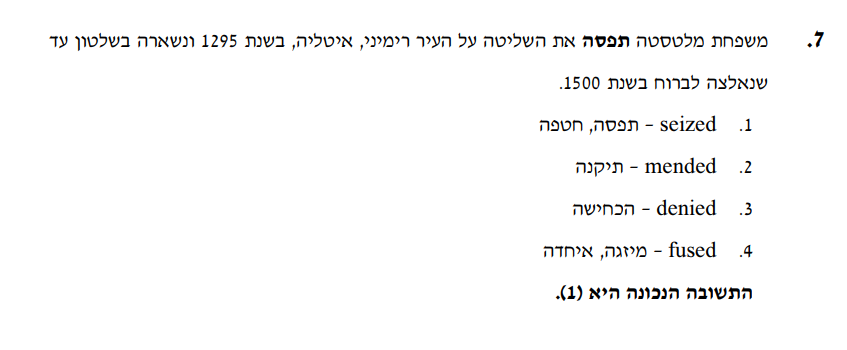 7. משפחת מלטסטה תפסה את השליטה על העיר רימיני, איטליה, בשנת 1295 ונשארה בשלטון עד
שנאלצה לברוח בשנת 1500.
1. seized – תפסה, חטפה
2. mended – תיקנה
3. denied – הכחישה
4. fused – מיזגה, איחדה
התשובה הנכונה היא (1).